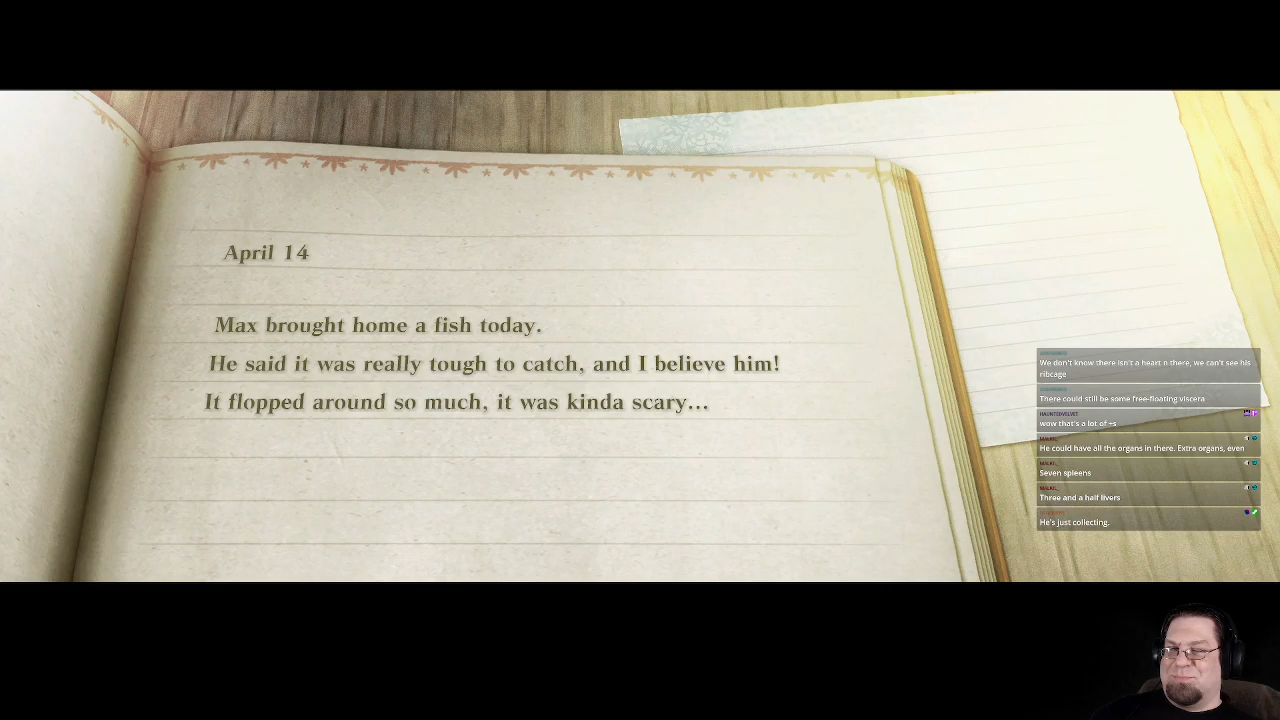 April 14
Max brought home a fish today.
He said it was really tough to catch, and I believe him!
It flopped around so much, it was kinda scary...
We don't know there isn't a heart n there, we can't see his
ribcage
There could still be some free-floating viscera
HAUNTEDVELVET
wow that's a lot of =s
He could have all the organs in there. Extra organs, even
Seven spleens
Three and a half livers
He's just collecting.